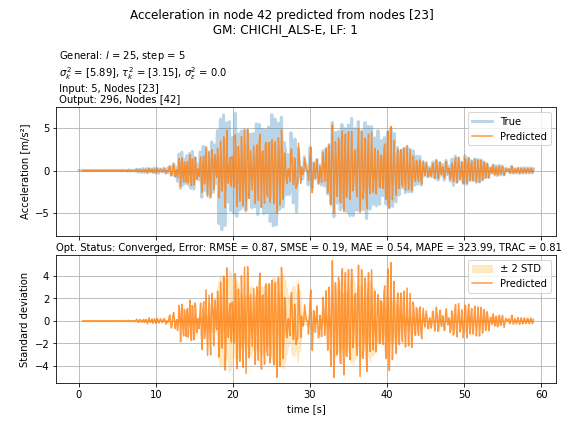 Acceleration in node 42 predicted from nodes [23]
GM: CHICHI_ALS-E, LF: 1
General: l = 25, step = 5
σ²ₖ = [5.89], τ²ₖ = [3.15], σ²ε = 0.0
Input: 5, Nodes [23]
Output: 296, Nodes [42]
Acceleration [m/s²]
5
0
−5
True
Predicted
Opt. Status: Converged, Error: RMSE = 0.87, SMSE = 0.19, MAE = 0.54, MAPE = 323.99, TRAC = 0.81
Standard deviation
4
2
0
−2
−4
± 2 STD
Predicted
0 10 20 30 40 50 60
time [s]